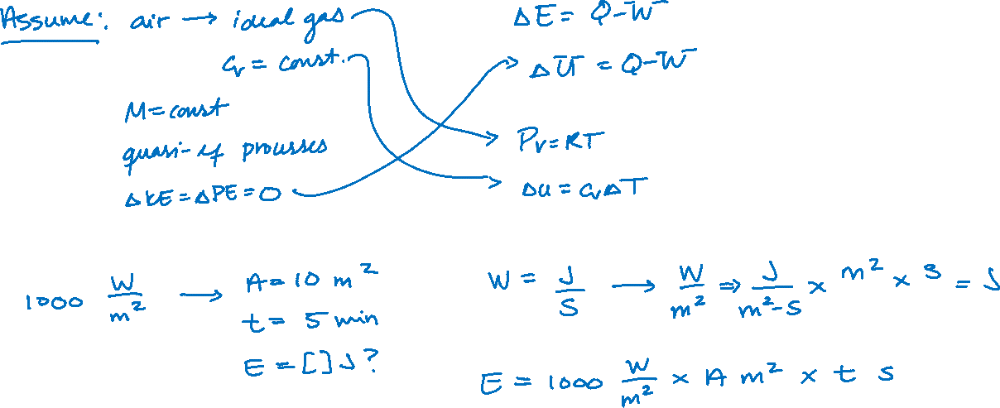 Assume: air → ideal gas
Cv = const.
M = const
quasi-eq processes
ΔKE = ΔPE = 0
ΔE = Q - W
ΔU = Q - W
Pv = RT
Δu = CvΔT
1000 W/m² → A = 10 m²
t = 5 min
E = [ ] J?
W = J/S → W/m² ⇒ J/m²-S × m² × S = J
E = 1000 W/m² × A m² × t s